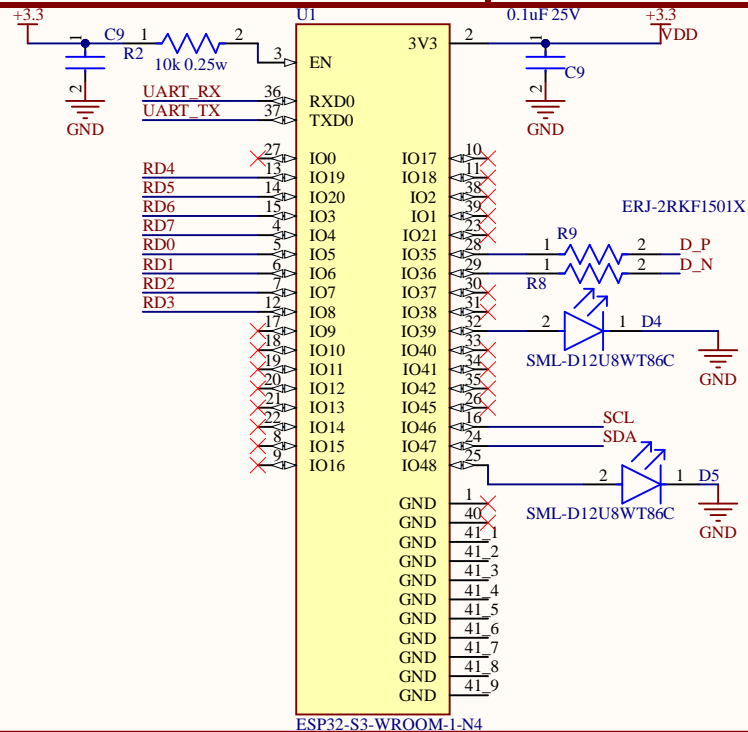 +3.3
C9
1
2
GND
1
R2
10k 0.25w
2
U1
0.1uF 25V
+3.3
VDD
1
C9
2
GND
3 EN
3V3 2
UART_RX 36 RXD0
UART_TX 37 TXD0
27 IO0
RD4 13 IO19
RD5 14 IO20
RD6 15 IO3
RD7 4 IO4
RD0 5 IO5
RD1 6 IO6
RD2 7 IO7
RD3 12 IO8
17 IO9
18 IO10
19 IO11
20 IO12
21 IO13
22 IO14
8 IO15
9 IO16
IO17 10
IO18 11
IO2 38
IO1 39
IO21 23
IO35 28
IO36 29
IO37 30
IO38 31
IO39 32
IO40 33
IO41 34
IO42 35
IO45 26
IO46 16 SCL
IO47 24 SDA
IO48 25
ERJ-2RKF1501X
1 R9 2 D_P
1 R8 2 D_N
2 1 D4
SML-D12U8WT86C
GND
2 1 D5
SML-D12U8WT86C
GND
GND 1
GND 40
GND 41_1
GND 41_2
GND 41_3
GND 41_4
GND 41_5
GND 41_6
GND 41_7
GND 41_8
GND 41_9
ESP32-S3-WROOM-1-N4